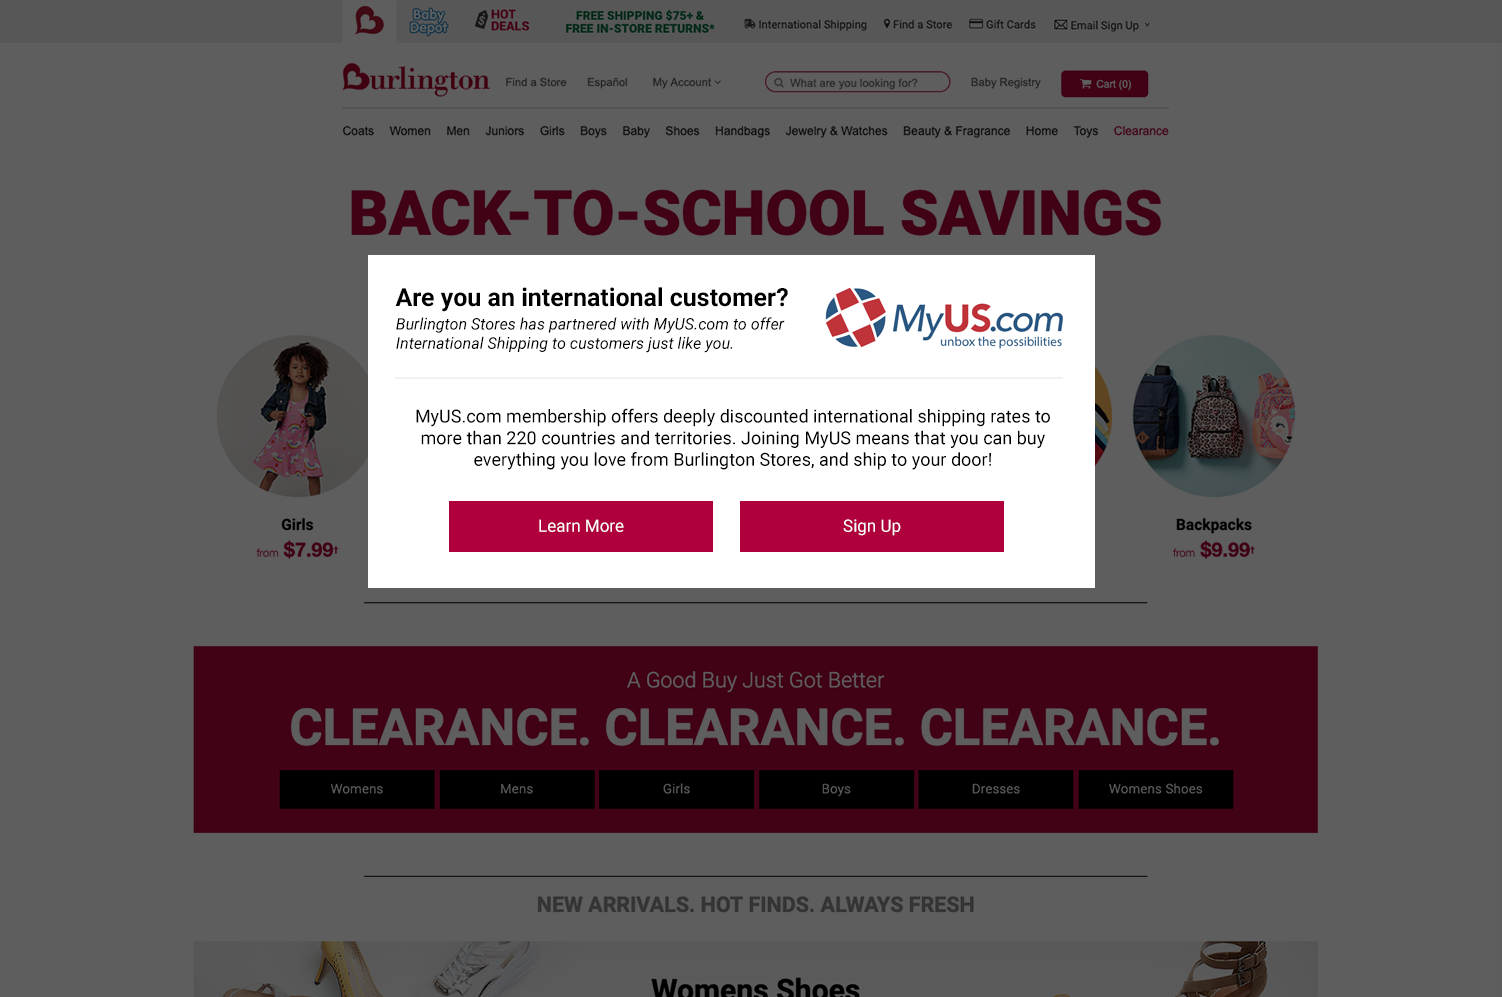 Baby Depot
HOT DEALS
FREE SHIPPING $75+ &
FREE IN-STORE RETURNS*
International Shipping
Find a Store
Gift Cards
Email Sign Up
Burlington
Find a Store
Español
My Account
What are you looking for?
Baby Registry
Cart (0)
Coats Women Men Juniors Girls Boys Baby Shoes Handbags Jewelry & Watches Beauty & Fragrance Home Toys Clearance
BACK-TO-SCHOOL SAVINGS
Are you an international customer?
Burlington Stores has partnered with MyUS.com to offer
International Shipping to customers just like you.
MyUS.com
unbox the possibilities
MyUS.com membership offers deeply discounted international shipping rates to
more than 220 countries and territories. Joining MyUS means that you can buy
everything you love from Burlington Stores, and ship to your door!
Learn More
Sign Up
Girls
from $7.99†
Backpacks
from $9.99†
A Good Buy Just Got Better
CLEARANCE. CLEARANCE. CLEARANCE.
Womens Mens Girls Boys Dresses Womens Shoes
NEW ARRIVALS. HOT FINDS. ALWAYS FRESH
Womens Shoes